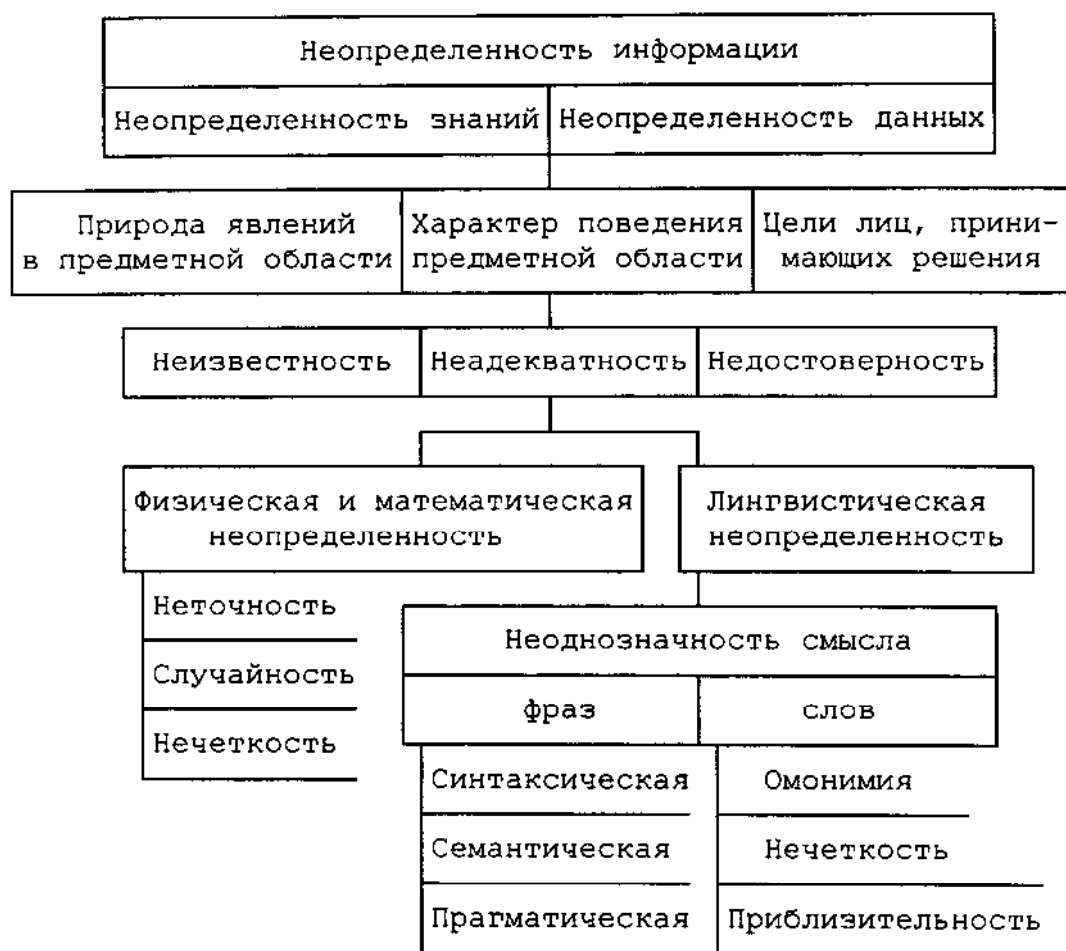 Неопределенность информации
Неопределенность знаний
Неопределенность данных
Природа явлений
в предметной области
Характер поведения
предметной области
Цели лиц, прини-
мающих решения
Неизвестность
Неадекватность
Недостоверность
Физическая и математическая
неопределенность
Лингвистическая
неопределенность
Неточность
Случайность
Нечеткость
Неоднозначность смысла
фраз
слов
Синтаксическая
Семантическая
Прагматическая
Омонимия
Нечеткость
Приблизительность